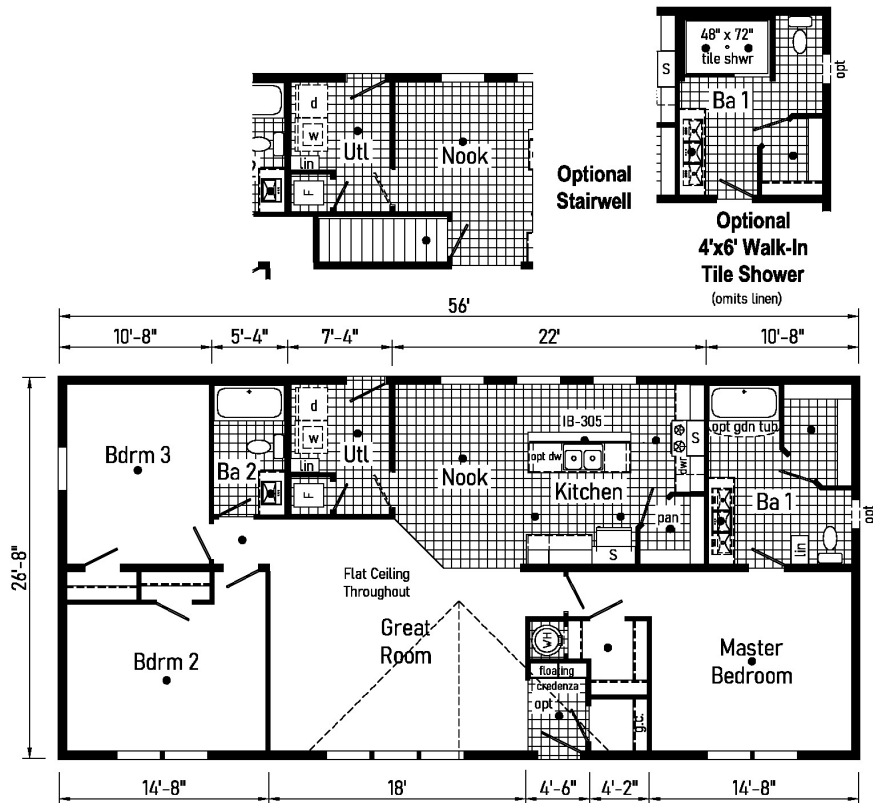 48" x 72"
tile shwr
S
opt
Ba 1
d
w
lin
Utl
F
Nook
Optional
Stairwell
Optional
4'x6' Walk-In
Tile Shower
(omits linen)
56'
10'-8"
5'-4"
7'-4"
22'
10'-8"
26'-8"
Bdrm 3
Ba 2
d
w
lin
Utl
F
Nook
IB-305
opt dw
Kitchen
S
dwr
pan
S
opt gdn tub
Ba 1
lin
opt
Flat Ceiling
Throughout
Great
Room
Bdrm 2
WH
floating
credenza
opt
g.c.
Master
Bedroom
14'-8"
18'
4'-6"
4'-2"
14'-8"